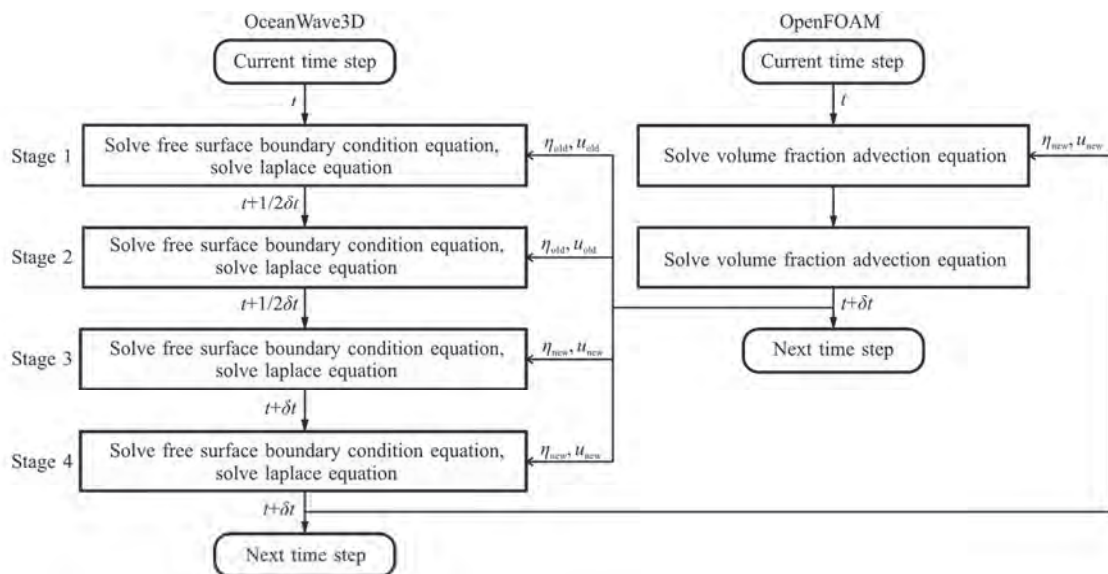 OceanWave3D
OpenFOAM
Current time step
Current time step
t
t
Stage 1
Solve free surface boundary condition equation,
solve laplace equation
η_old, u_old
Solve volume fraction advection equation
η_new, u_new
t+1/2δt
Stage 2
Solve free surface boundary condition equation,
solve laplace equation
η_old, u_old
Solve volume fraction advection equation
t+1/2δt
t+δt
Stage 3
Solve free surface boundary condition equation,
solve laplace equation
η_new, u_new
Next time step
t+δt
Stage 4
Solve free surface boundary condition equation,
solve laplace equation
η_new, u_new
t+δt
Next time step